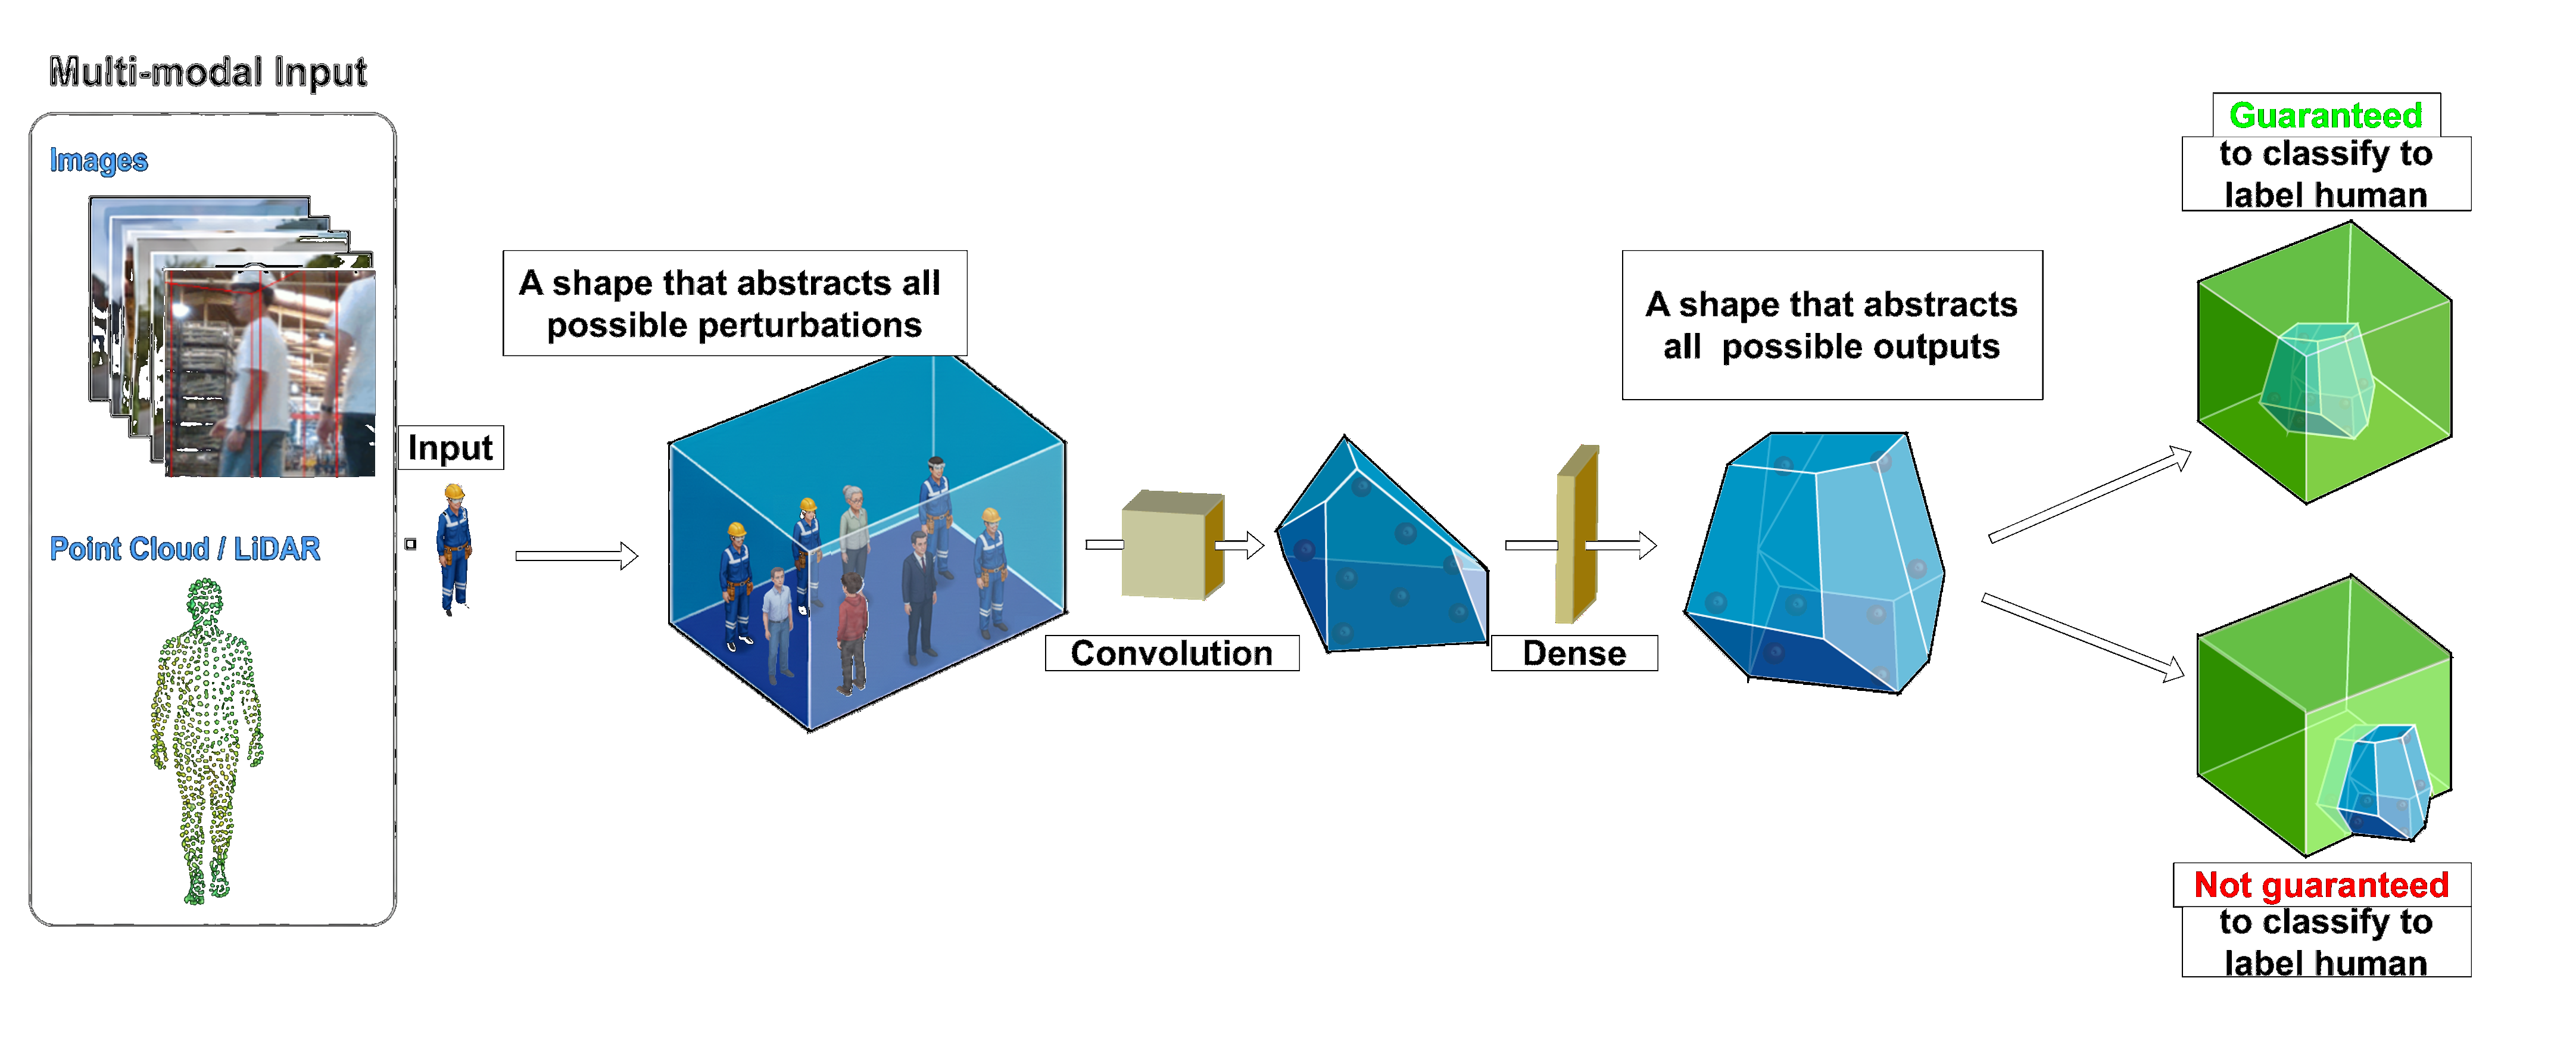 Multi-modal Input
Images
Point Cloud / LiDAR
Input
A shape that abstracts all
possible perturbations
Convolution
Dense
A shape that abstracts
all possible outputs
Guaranteed
to classify to
label human
Not guaranteed
to classify to
label human